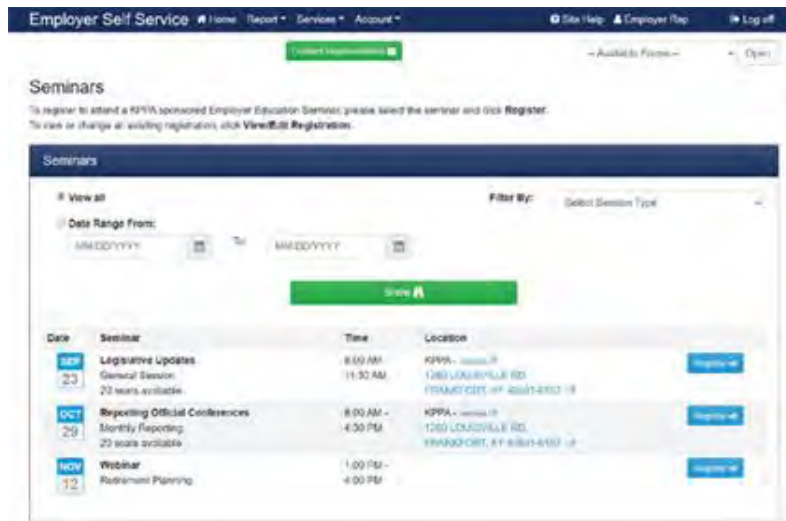 Employer Self Service Home Report Services Account Site Help Employer Rep Log off
-- Available Forms -- Open
Seminars
To register to attend a KPPA sponsored Employer Education Seminar, please select the seminar and click Register.
To view or change an existing registration, click View/Edit Registration.
Seminars
View all Filter By: Select Session Type
Date Range From:
MM/DD/YYYY To MM/DD/YYYY
Show
Date Seminar Time Location
SEP Legislative Updates 8:00 AM KPPA - Register
23 General Session 11:30 AM 1260 LOUISVILLE RD
20 seats available FRANKFORT, KY
OCT Reporting Official Conferences 8:00 AM - KPPA - Register
29 Monthly Reporting 4:30 PM 1260 LOUISVILLE RD
20 seats available FRANKFORT, KY
NOV Webinar 1:00 PM - Register
12 Retirement Planning 4:00 PM